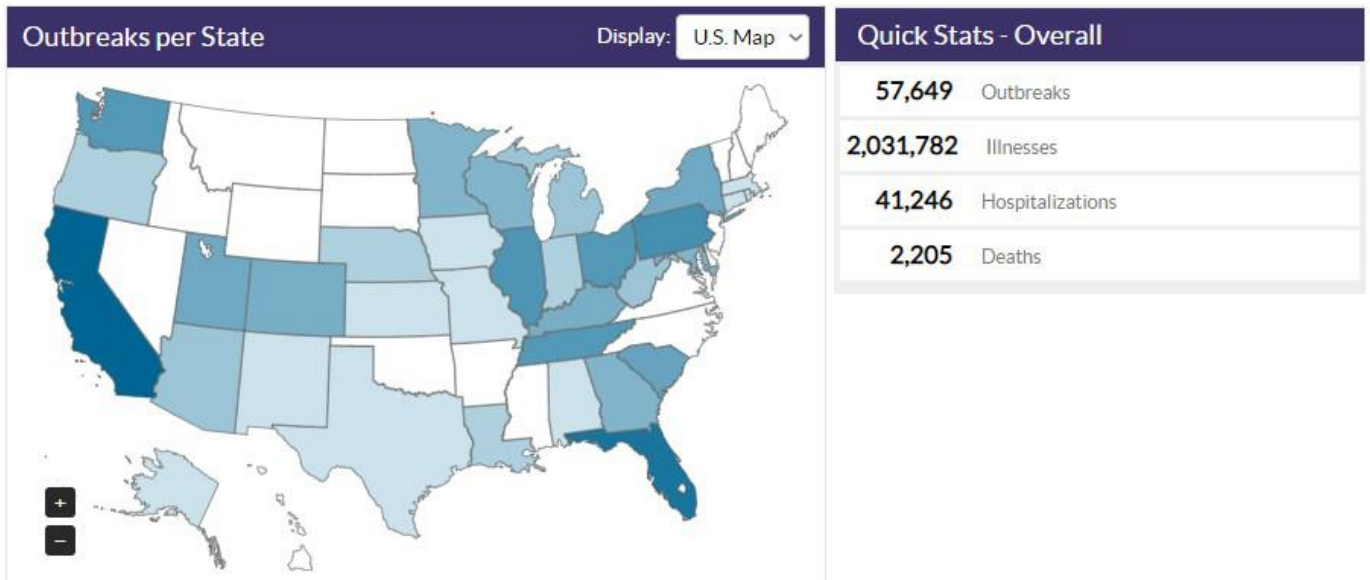 Outbreaks per State
Display: U.S. Map
Quick Stats - Overall
57,649 Outbreaks
2,031,782 Illnesses
41,246 Hospitalizations
2,205 Deaths
+
−